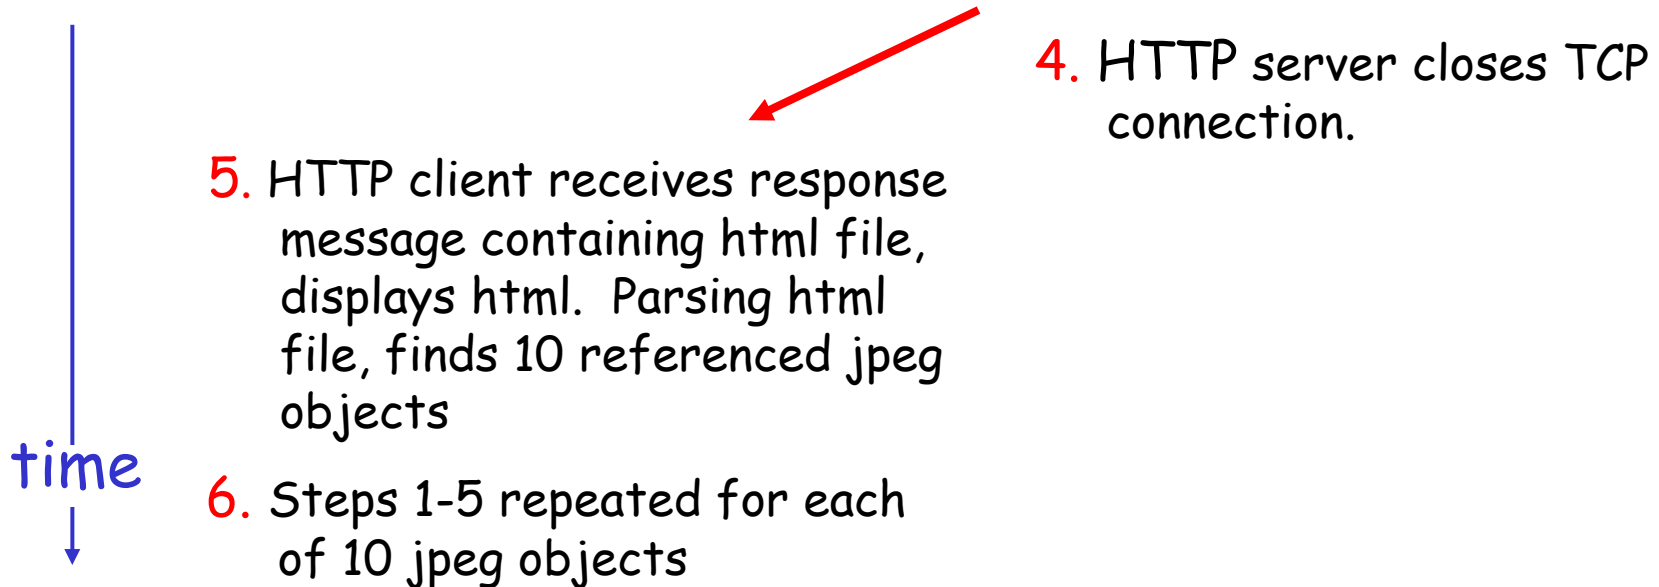 4. HTTP server closes TCP
connection.
5. HTTP client receives response
message containing html file,
displays html.  Parsing html
file, finds 10 referenced jpeg
objects
time
6. Steps 1-5 repeated for each
of 10 jpeg objects